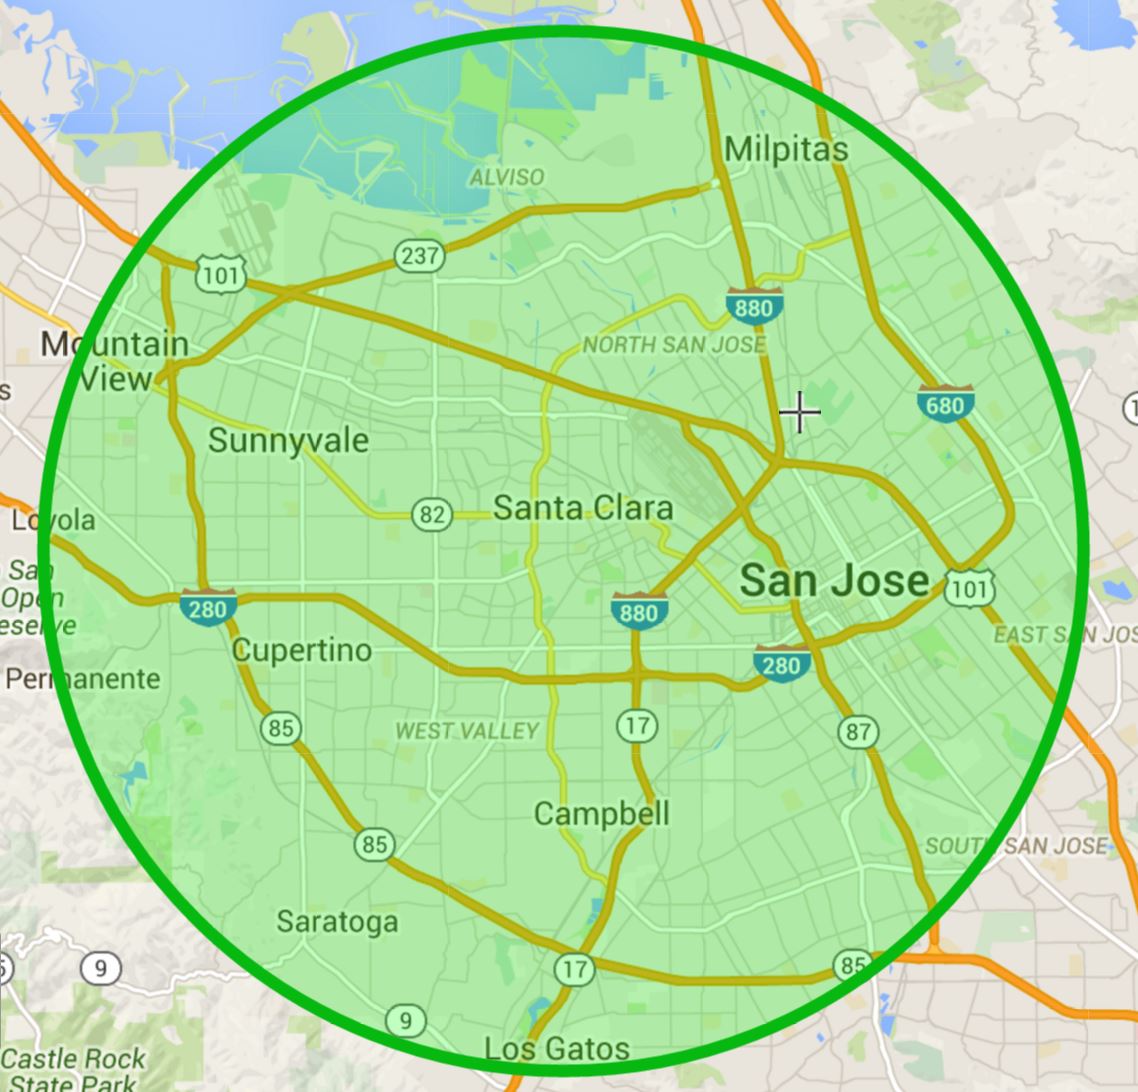 Milpitas
ALVISO
237
101
880
Mountain
View
NORTH SAN JOSE
680
1
s
Sunnyvale
82
Santa Clara
Loyola
San
Open
eserve
280
880
San Jose
101
EAST SAN JOS
Cupertino
280
Permanente
85
WEST VALLEY
17
87
Campbell
85
SOUTH SAN JOSE
Saratoga
5
9
17
85
9
Los Gatos
Castle Rock
State Park